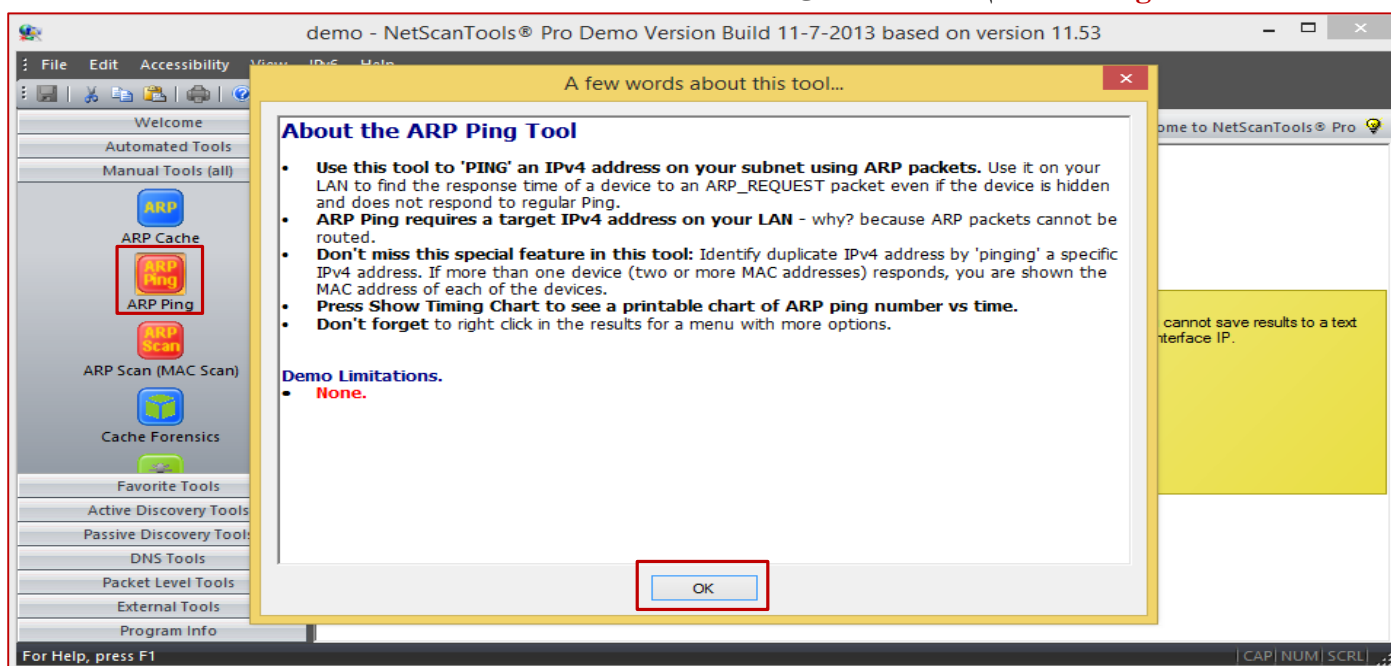 demo - NetScanTools® Pro Demo Version Build 11-7-2013 based on version 11.53
File Edit Accessibility View IPv6 Help
A few words about this tool...
Welcome
Automated Tools
Manual Tools (all)
ARP
ARP Cache
ARP
Ping
ARP Ping
ARP
Scan
ARP Scan (MAC Scan)
Cache Forensics
Favorite Tools
Active Discovery Tools
Passive Discovery Tools
DNS Tools
Packet Level Tools
External Tools
Program Info
About the ARP Ping Tool
• Use this tool to 'PING' an IPv4 address on your subnet using ARP packets. Use it on your
LAN to find the response time of a device to an ARP_REQUEST packet even if the device is hidden
and does not respond to regular Ping.
• ARP Ping requires a target IPv4 address on your LAN - why? because ARP packets cannot be
routed.
• Don't miss this special feature in this tool: Identify duplicate IPv4 address by 'pinging' a specific
IPv4 address. If more than one device (two or more MAC addresses) responds, you are shown the
MAC address of each of the devices.
• Press Show Timing Chart to see a printable chart of ARP ping number vs time.
• Don't forget to right click in the results for a menu with more options.
Demo Limitations.
• None.
OK
ome to NetScanTools® Pro
cannot save results to a text
nterface IP.
For Help, press F1
CAP NUM SCRL